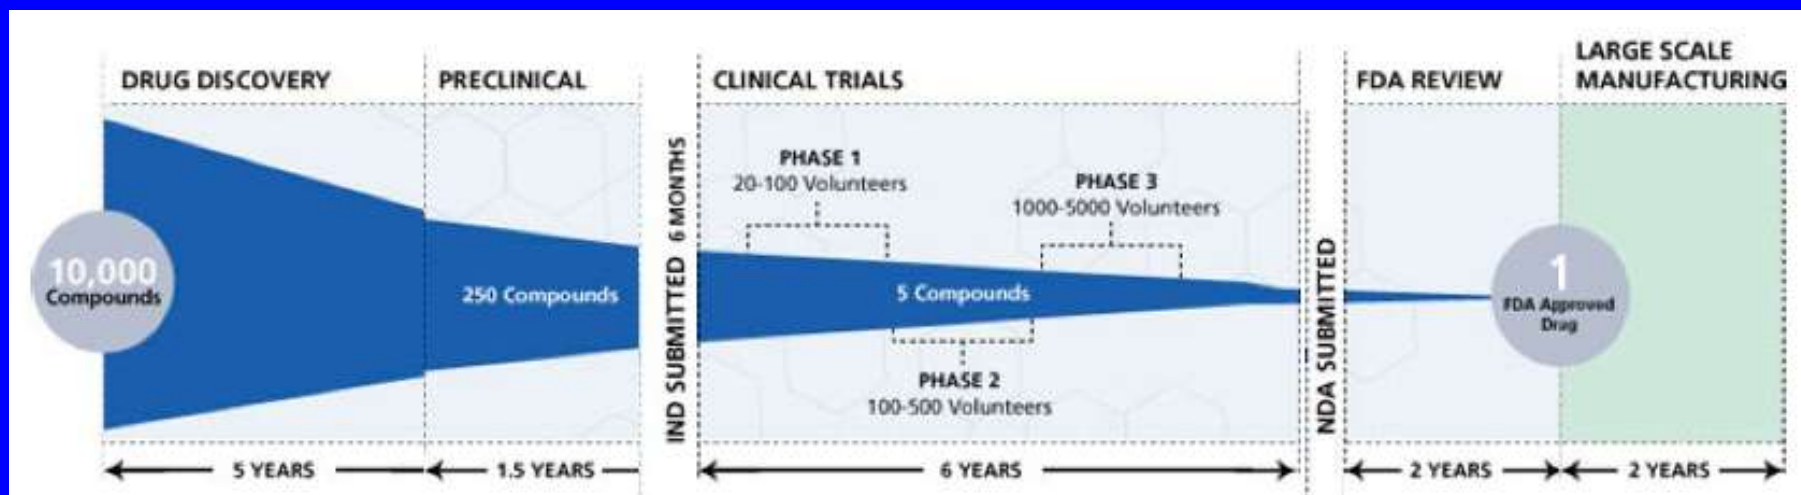 DRUG DISCOVERY
PRECLINICAL
CLINICAL TRIALS
FDA REVIEW
LARGE SCALE
MANUFACTURING
10,000
Compounds
250 Compounds
IND SUBMITTED 6 MONTHS
PHASE 1
20-100 Volunteers
PHASE 3
1000-5000 Volunteers
5 Compounds
PHASE 2
100-500 Volunteers
NDA SUBMITTED
1
FDA Approved
Drug
5 YEARS
1.5 YEARS
6 YEARS
2 YEARS
2 YEARS